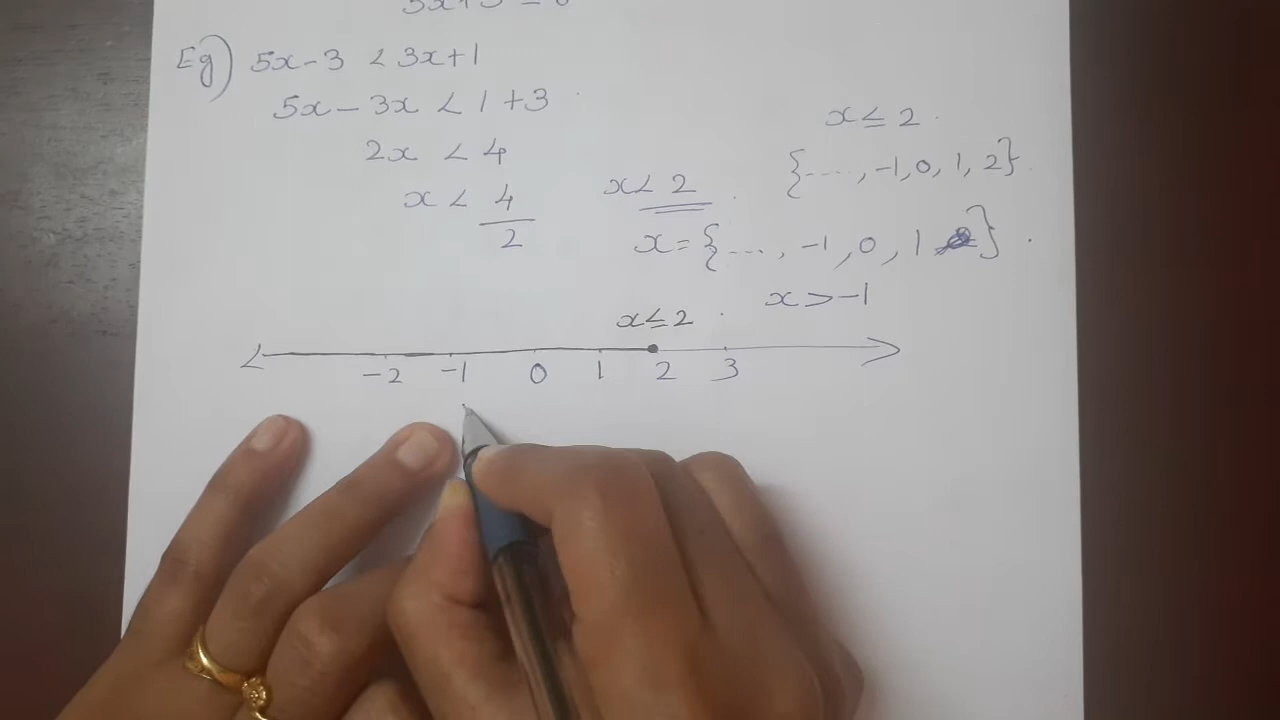 Eg) 5x-3 < 3x+1
5x - 3x < 1 + 3
2x < 4
x < 4/2
x < 2
x = {...., -1, 0, 1 }
x ≤ 2
{....., -1, 0, 1, 2}
x > -1
x ≤ 2
-2 -1 0 1 2 3